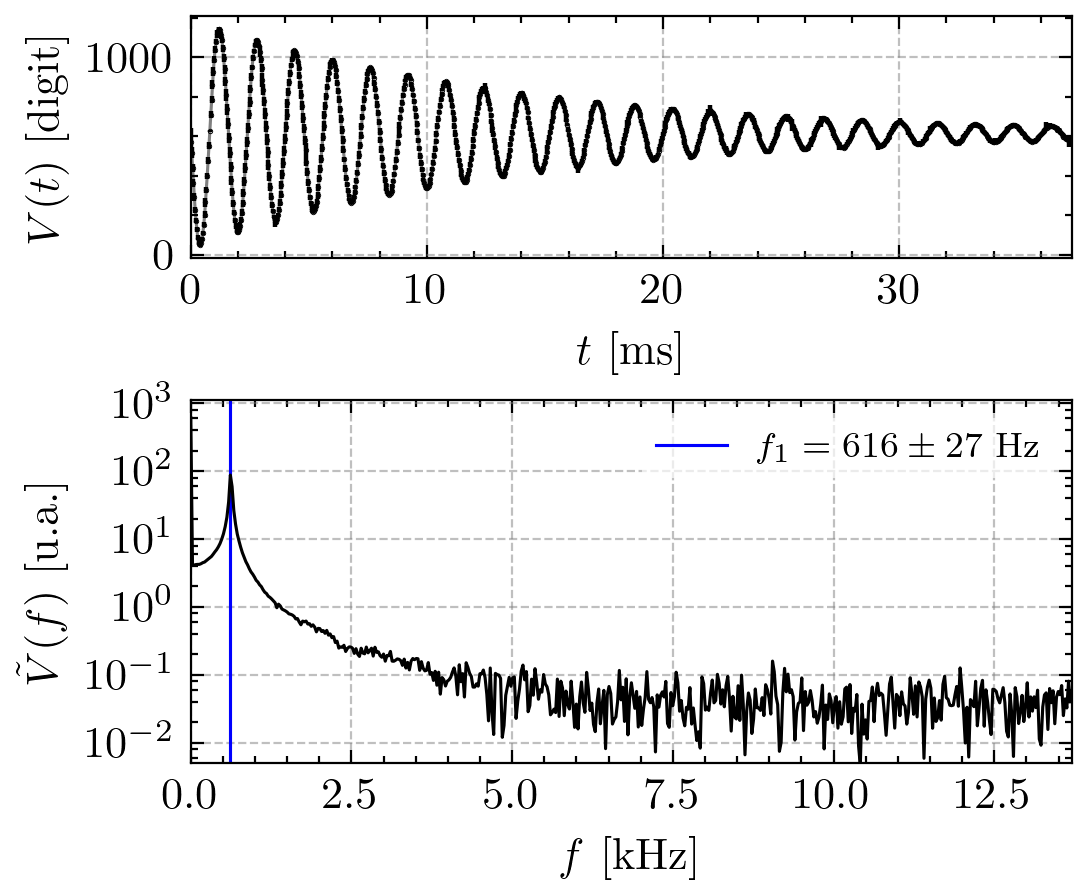 V(t) [digit]
1000
0
0 10 20 30
t [ms]
Ṽ(f) [u.a.]
10³
10²
10¹
10⁰
10⁻¹
10⁻²
f₁ = 616 ± 27 Hz
0.0 2.5 5.0 7.5 10.0 12.5
f [kHz]